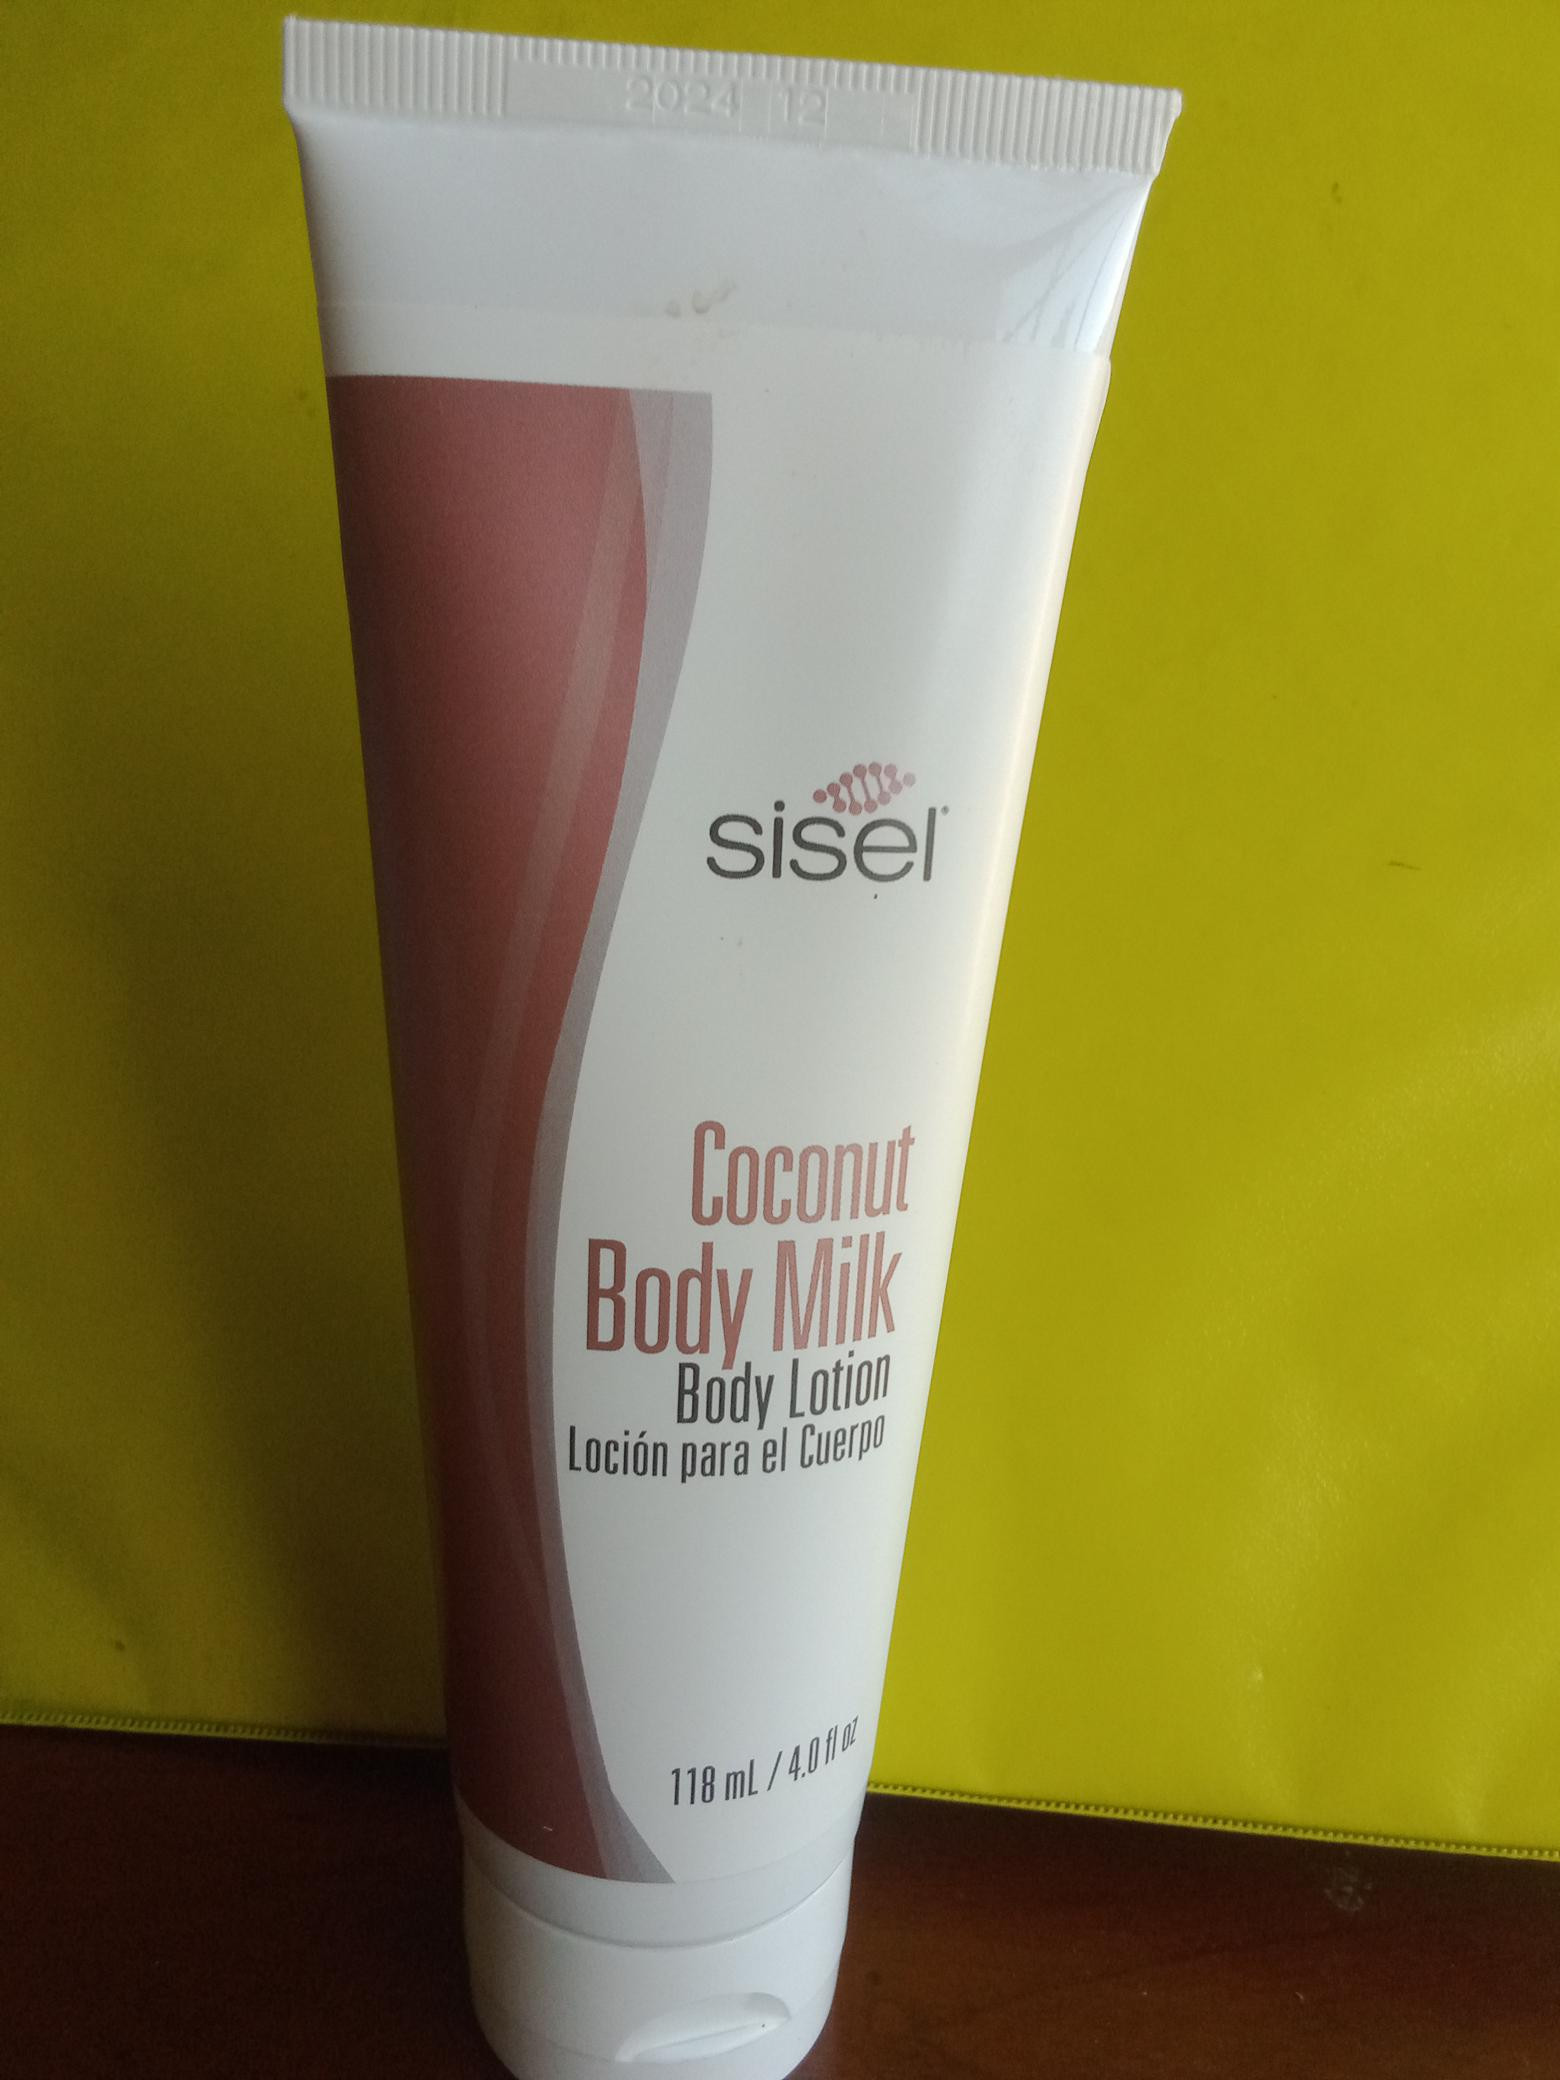 2024 12
sisel
Coconut
Body Milk
Body Lotion
Loción para el Cuerpo
118 mL / 4.0 fl oz